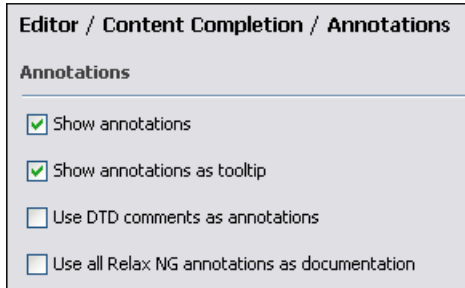 Editor / Content Completion / Annotations
Annotations
Show annotations
Show annotations as tooltip
Use DTD comments as annotations
Use all Relax NG annotations as documentation